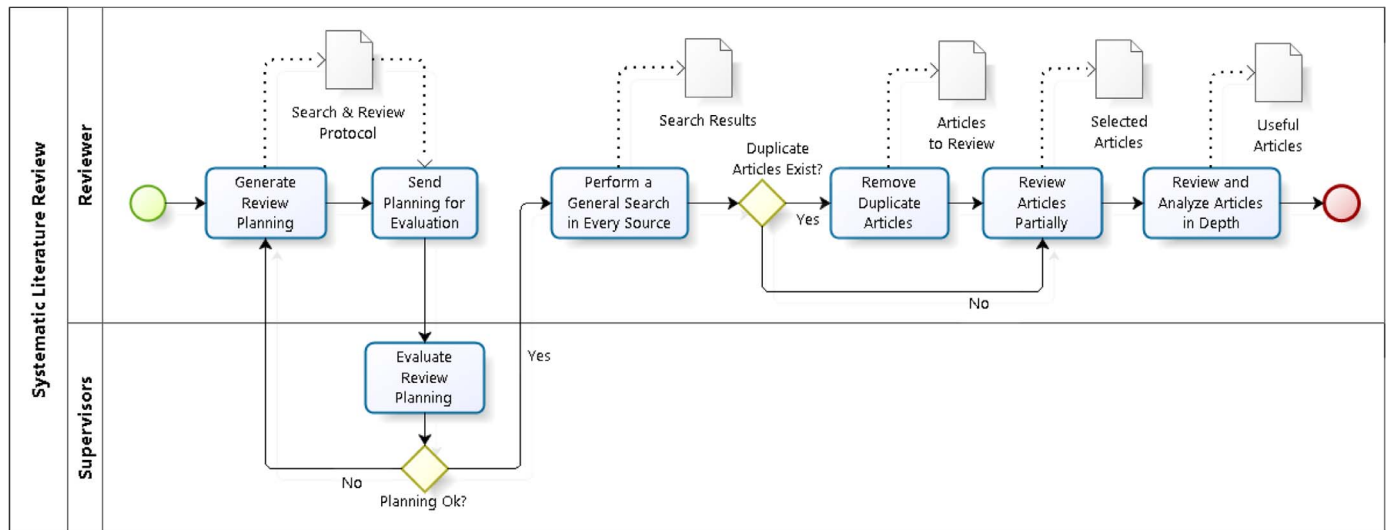 Systematic Literature Review
Reviewer
Search & Review
Protocol
Search Results
Articles
to Review
Selected
Articles
Useful
Articles
Generate
Review
Planning
Send
Planning for
Evaluation
Perform a
General Search
in Every Source
Duplicate
Articles Exist?
Yes
Remove
Duplicate
Articles
Review
Articles
Partially
Review and
Analyze Articles
in Depth
No
Supervisors
Evaluate
Review
Planning
Yes
No
Planning Ok?